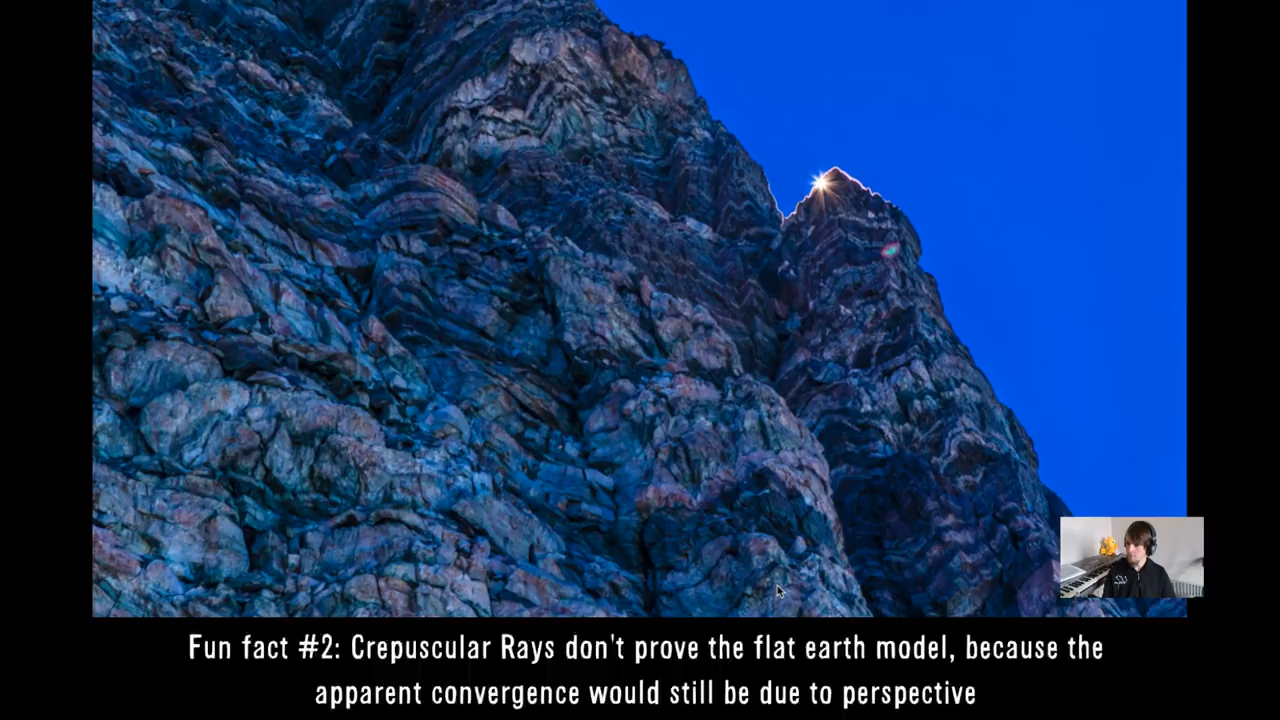 Fun fact #2: Crepuscular Rays don't prove the flat earth model, because the
apparent convergence would still be due to perspective